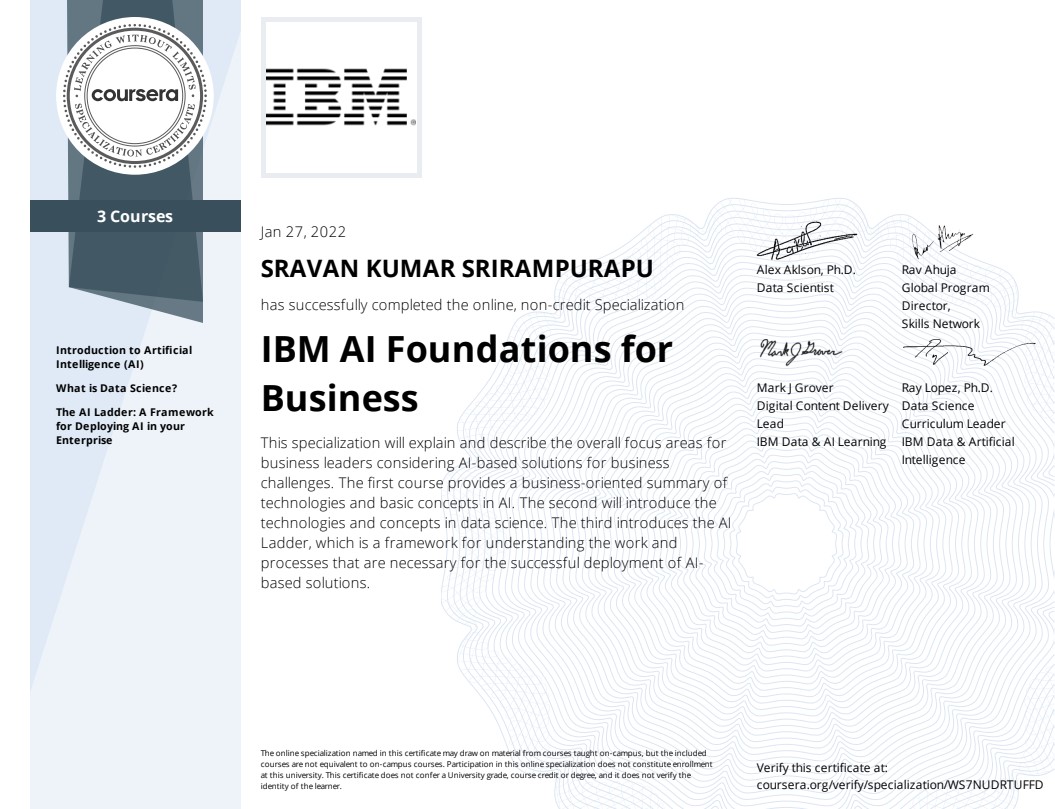 LEARNING WITHOUT LIMITS
coursera
SPECIALIZATION CERTIFICATE
3 Courses
Introduction to Artificial
Intelligence (AI)
What is Data Science?
The AI Ladder: A Framework
for Deploying AI in your
Enterprise
IBM®
Jan 27, 2022
SRAVAN KUMAR SRIRAMPURAPU
has successfully completed the online, non-credit Specialization
IBM AI Foundations for
Business
This specialization will explain and describe the overall focus areas for
business leaders considering AI-based solutions for business
challenges. The first course provides a business-oriented summary of
technologies and basic concepts in AI. The second will introduce the
technologies and concepts in data science. The third introduces the AI
Ladder, which is a framework for understanding the work and
processes that are necessary for the successful deployment of AI-
based solutions.
Alex Aklson, Ph.D.
Data Scientist
Rav Ahuja
Rav Ahuja
Global Program
Director,
Skills Network
Mark J Grover
Mark J Grover
Digital Content Delivery
Lead
IBM Data & AI Learning
Ray Lopez, Ph.D.
Data Science
Curriculum Leader
IBM Data & Artificial
Intelligence
The online specialization named in this certificate may draw on material from courses taught on-campus, but the included
courses are not equivalent to on-campus courses. Participation in this online specialization does not constitute enrollment
at this university. This certificate does not confer a University grade, course credit or degree, and it does not verify the
identity of the learner.
Verify this certificate at:
coursera.org/verify/specialization/WS7NUDRTUFFD